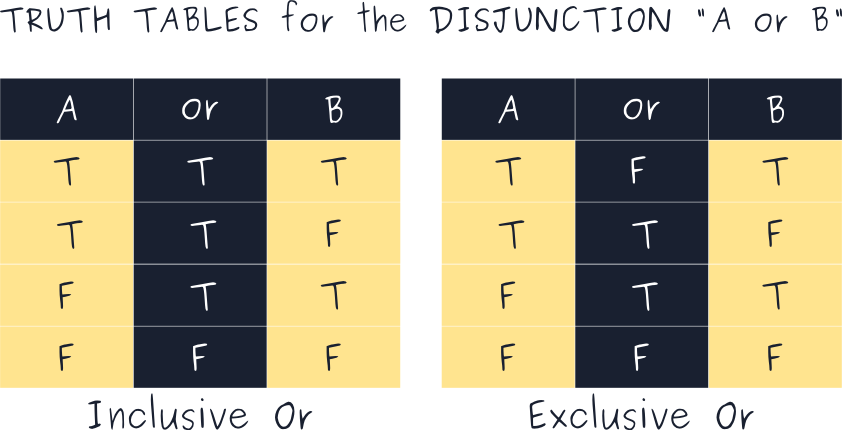 TRUTH TABLES for the DISJUNCTION "A or B"
A or B A or B
T T T T F T
T T F T T F
F T T F T T
F F F F F F
Inclusive Or Exclusive Or